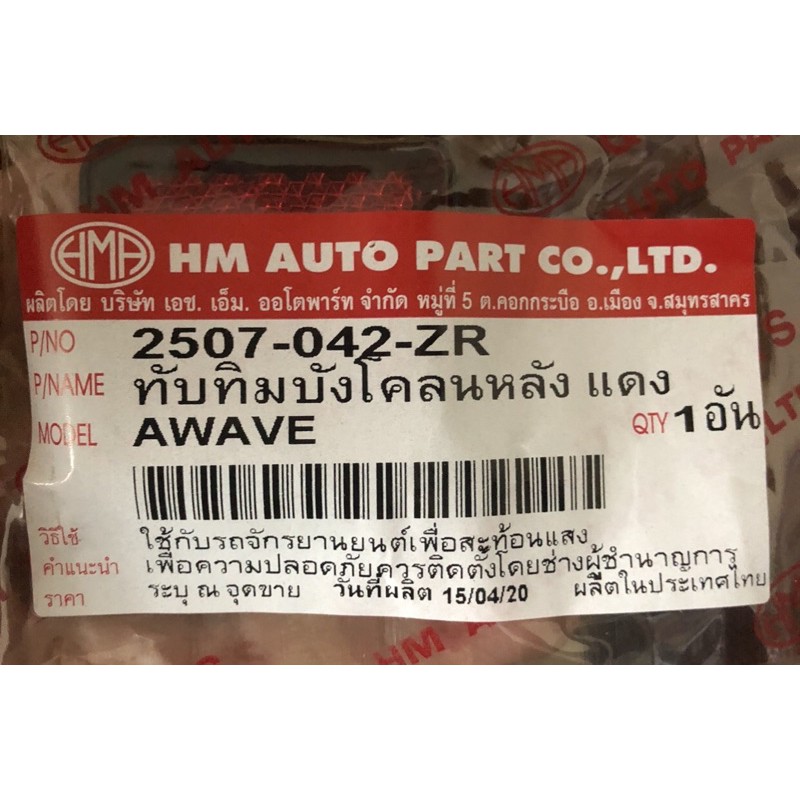 HM AUTO PART
HMA HM AUTO PART CO.,LTD.
ผลิตโดย บริษัท เอช. เอ็ม. ออโตพาร์ท จำกัด หมู่ที่ 5 ต.คอกกระบือ อ.เมือง จ.สมุทรสาคร
P/NO 2507-042-ZR
P/NAME ทับทิมบังโคลนหลัง แดง
MODEL AWAVE QTY 1 อัน
วิธีใช้ ใช้กับรถจักรยานยนต์เพื่อสะท้อนแสง
คำแนะนำ เพื่อความปลอดภัยควรติดตั้งโดยช่างผู้ชำนาญการ
ราคา ระบุ ณ จุดขาย วันที่ผลิต 15/04/20 ผลิตในประเทศไทย
HM AUTO